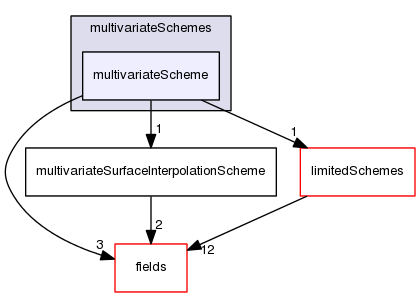 multivariateSchemes
multivariateScheme
1
1
multivariateSurfaceInterpolationScheme
limitedSchemes
2
3
12
fields